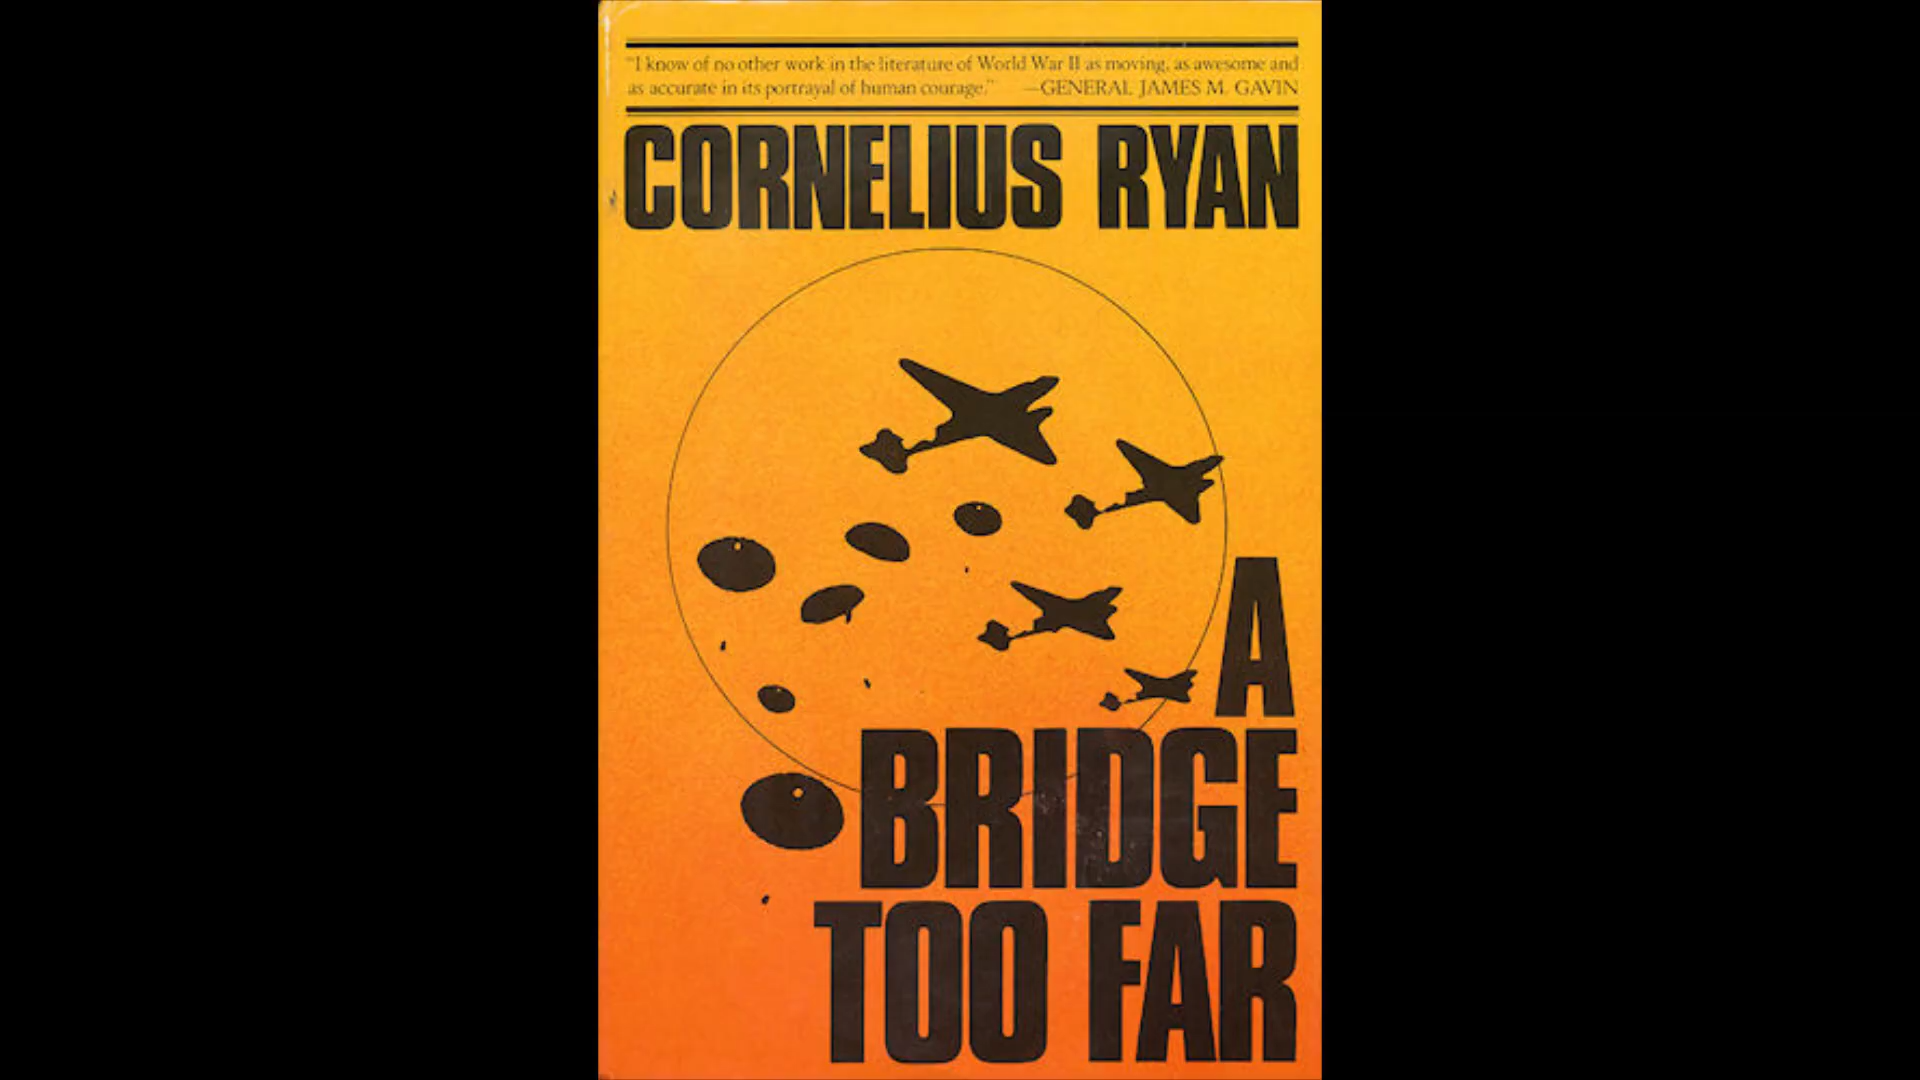 "I know of no other work in the literature of World War II as moving, as awesome and
as accurate in its portrayal of human courage." —GENERAL JAMES M. GAVIN
CORNELIUS RYAN
A
BRIDGE
TOO FAR